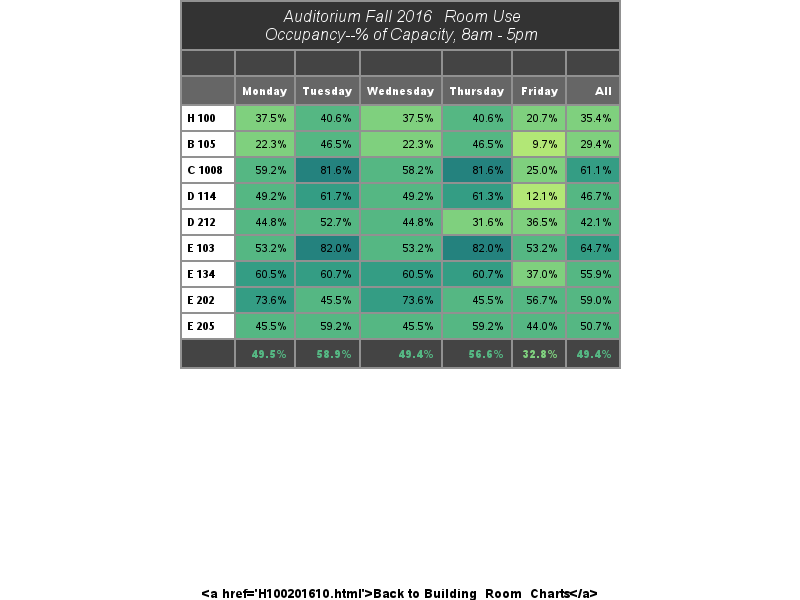 Auditorium Fall 2016 Room Use
Occupancy--% of Capacity, 8am - 5pm
Monday Tuesday Wednesday Thursday Friday All
H 100 37.5% 40.6% 37.5% 40.6% 20.7% 35.4%
B 105 22.3% 46.5% 22.3% 46.5% 9.7% 29.4%
C 1008 59.2% 81.6% 58.2% 81.6% 25.0% 61.1%
D 114 49.2% 61.7% 49.2% 61.3% 12.1% 46.7%
D 212 44.8% 52.7% 44.8% 31.6% 36.5% 42.1%
E 103 53.2% 82.0% 53.2% 82.0% 53.2% 64.7%
E 134 60.5% 60.7% 60.5% 60.7% 37.0% 55.9%
E 202 73.6% 45.5% 73.6% 45.5% 56.7% 59.0%
E 205 45.5% 59.2% 45.5% 59.2% 44.0% 50.7%
49.5% 58.9% 49.4% 56.6% 32.8% 49.4%
<a href='H100201610.html'>Back to Building Room Charts</a>